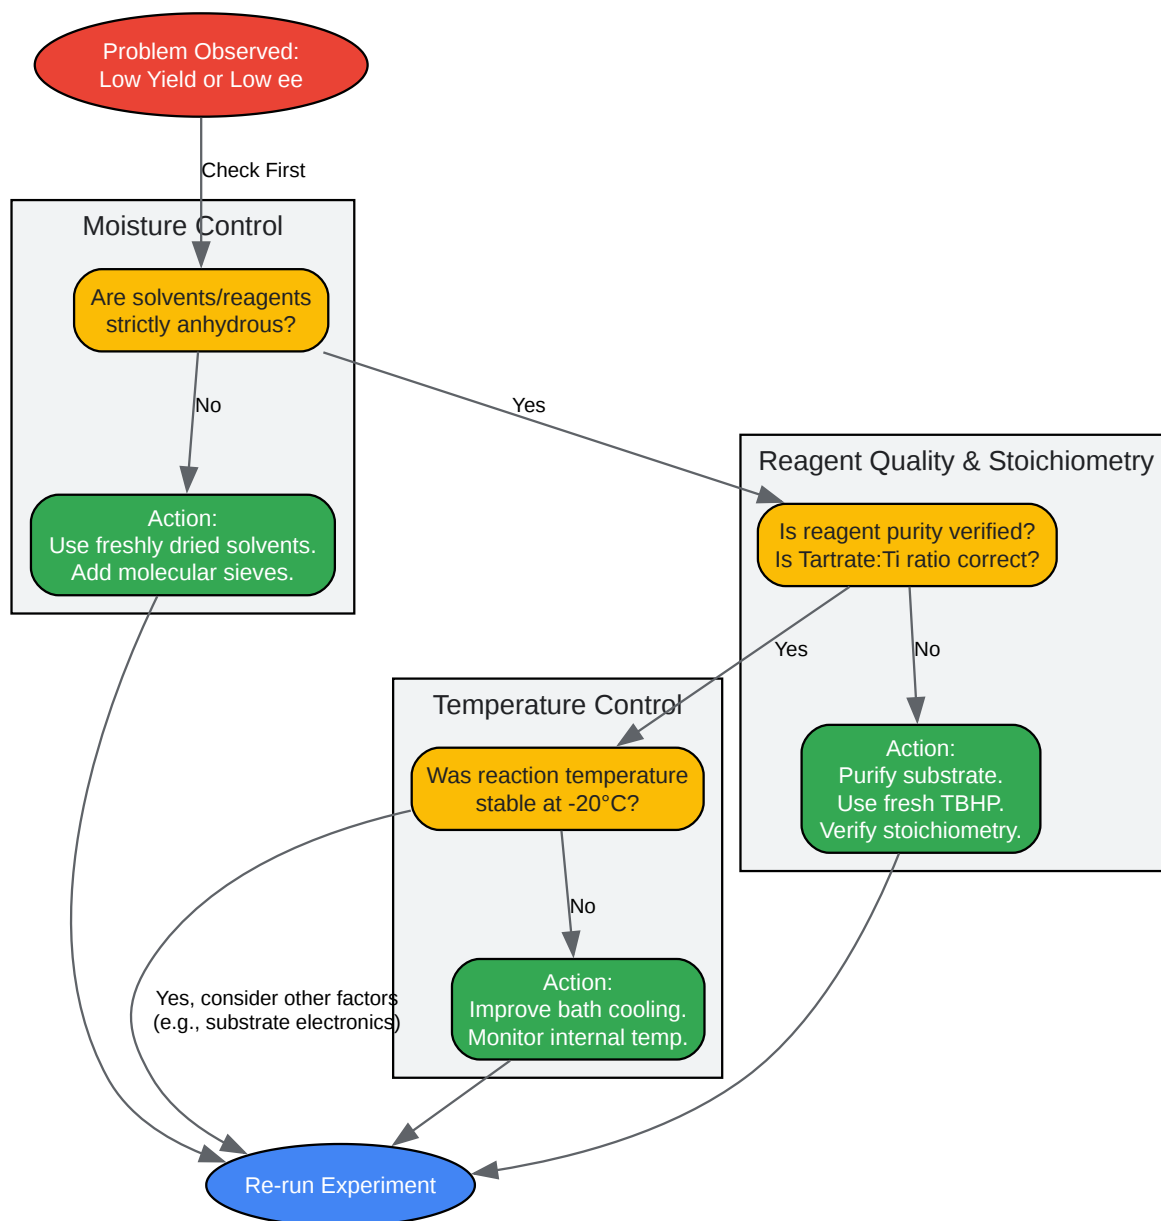 Problem Observed:
Low Yield or Low ee
Check First
Moisture Control
Are solvents/reagents
strictly anhydrous?
No
Yes
Action:
Use freshly dried solvents.
Add molecular sieves.
Reagent Quality & Stoichiometry
Is reagent purity verified?
Is Tartrate:Ti ratio correct?
Yes
No
Temperature Control
Was reaction temperature
stable at -20°C?
Action:
Purify substrate.
Use fresh TBHP.
Verify stoichiometry.
No
Yes, consider other factors
(e.g., substrate electronics)
Action:
Improve bath cooling.
Monitor internal temp.
Re-run Experiment